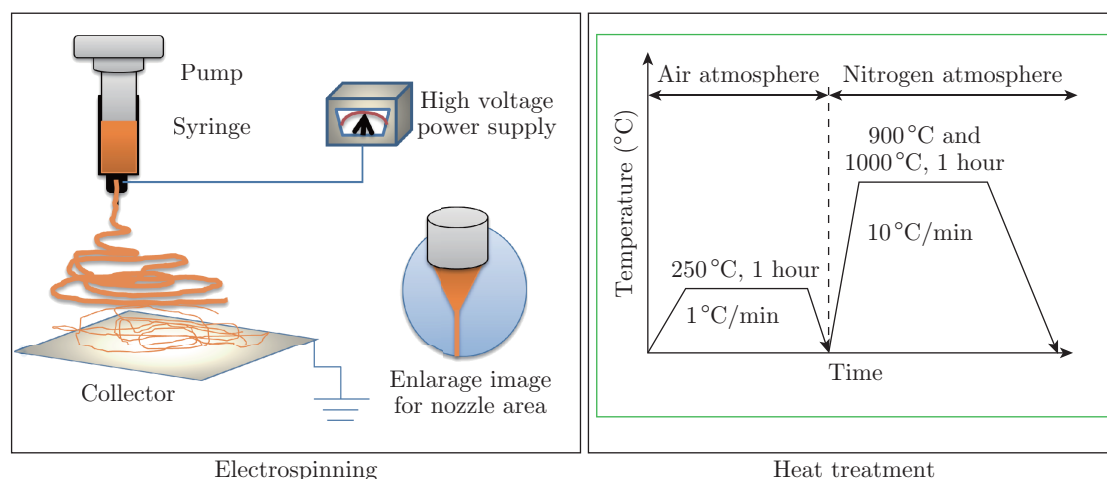 Pump
Syringe
High voltage
power supply
Collector
Enlarage image
for nozzle area
Electrospinning
Air atmosphere
Nitrogen atmosphere
Temperature (°C)
900 °C and
1000 °C, 1 hour
10 °C/min
250 °C, 1 hour
1 °C/min
Time
Heat treatment